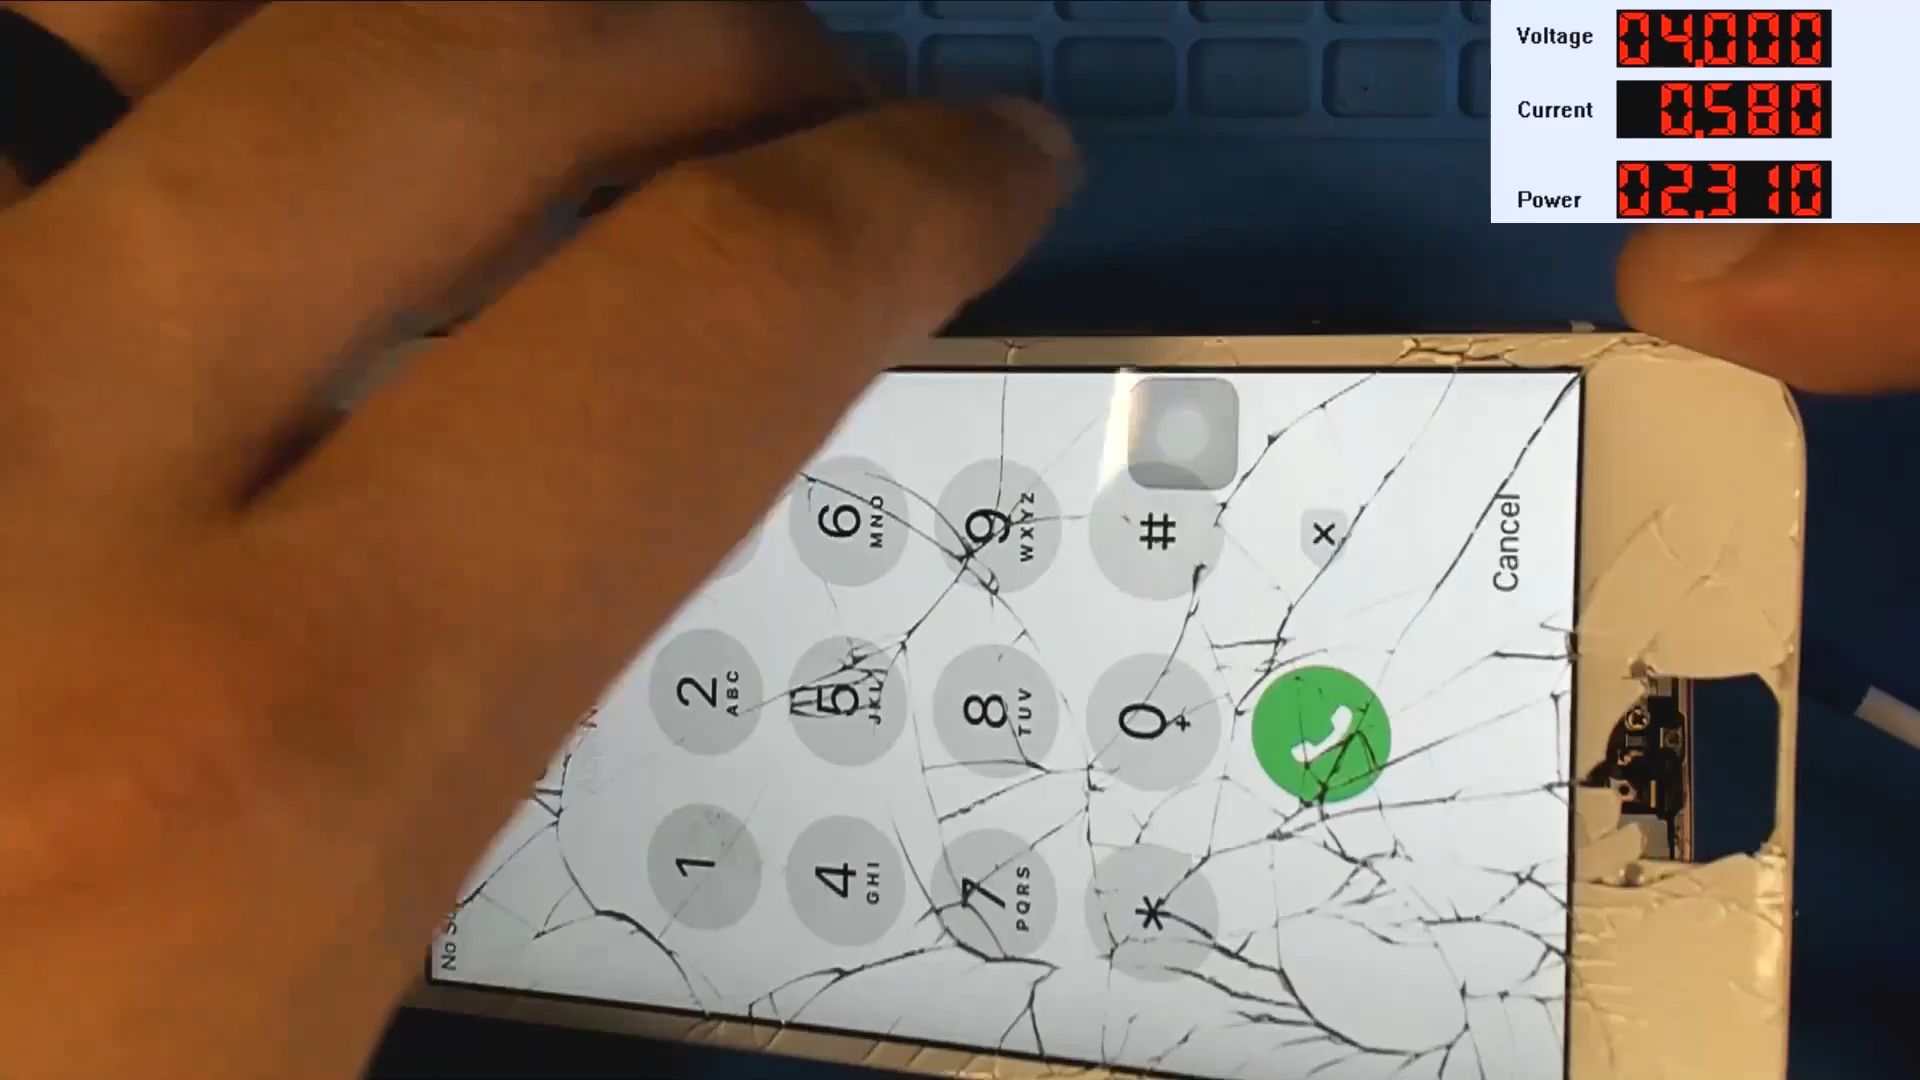 Voltage 04.000
Current 0.580
Power 02.310
No S
1
2 ABC
4 GHI
5 JKL
6 MNO
7 PQRS
8 TUV
9 WXYZ
*
0 +
#
×
Cancel